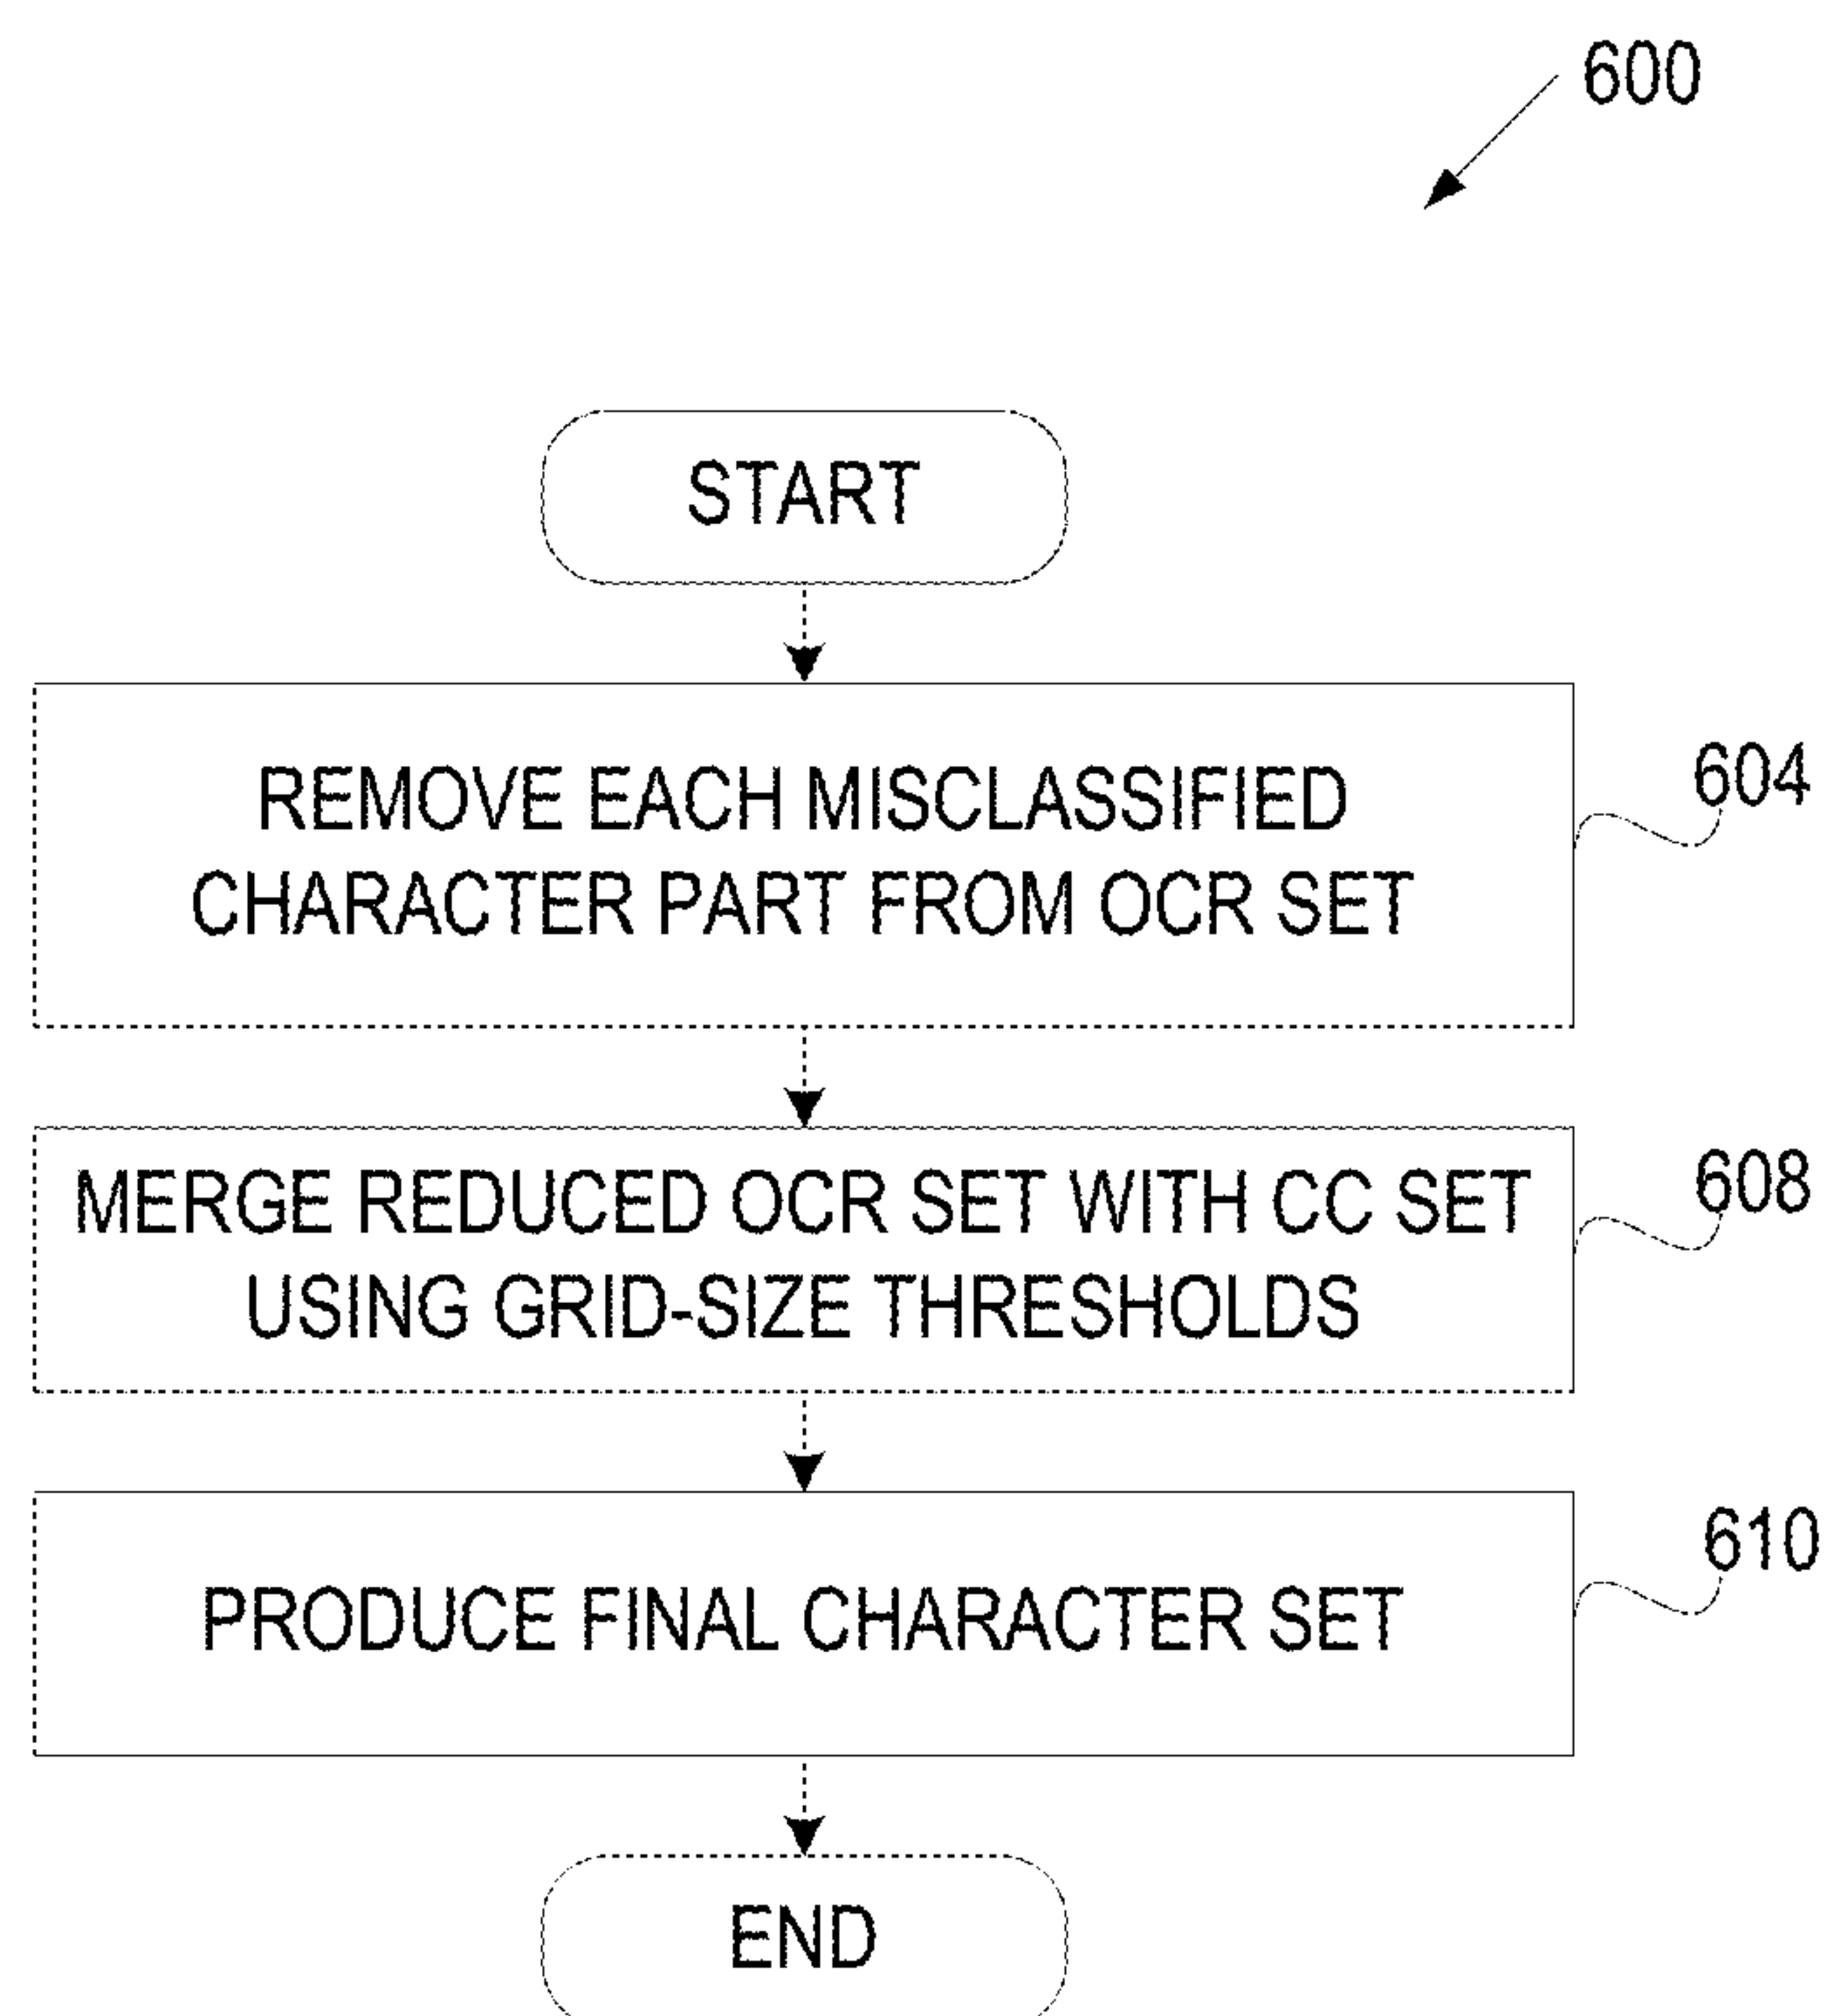 600
START
REMOVE EACH MISCLASSIFIED
CHARACTER PART FROM OCR SET
604
MERGE REDUCED OCR SET WITH CC SET
USING GRID-SIZE THRESHOLDS
608
PRODUCE FINAL CHARACTER SET
610
END